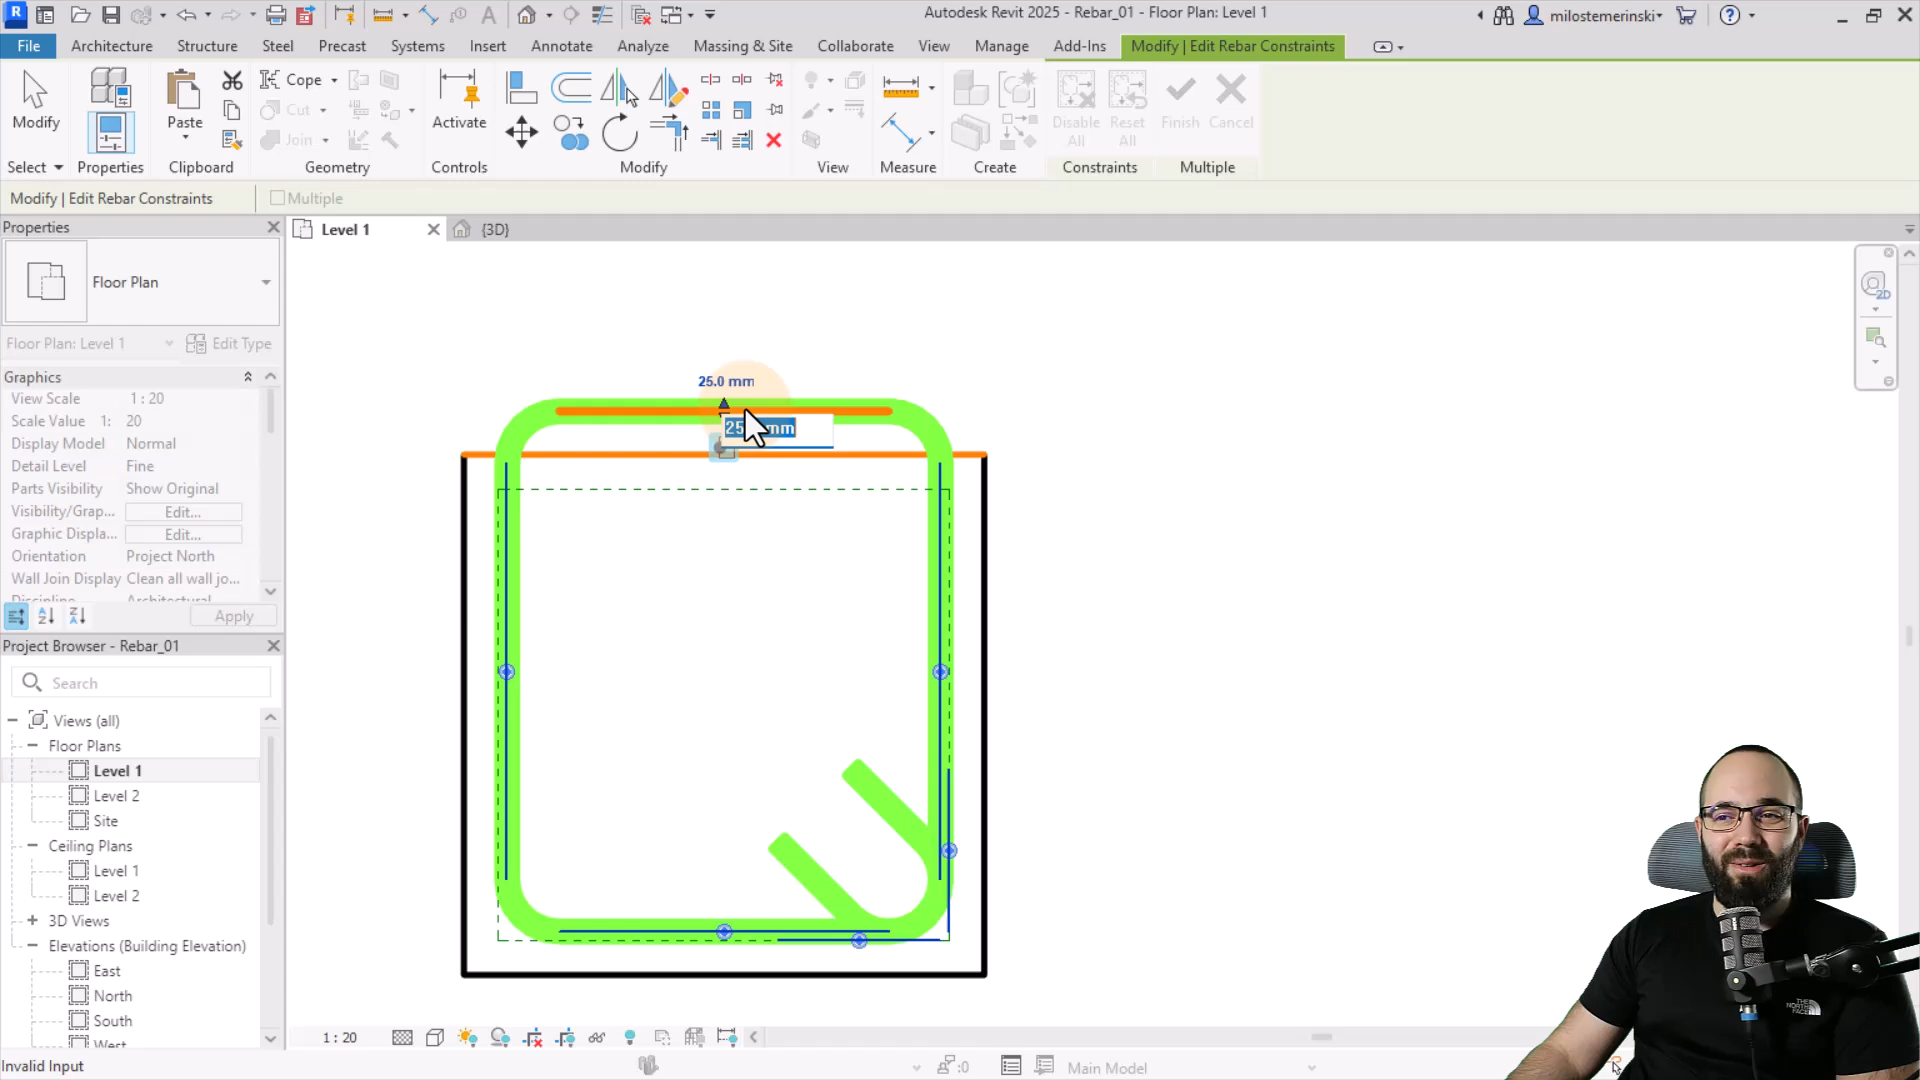 Autodesk Revit 2025 - Rebar_01 - Floor Plan: Level 1
milostemerinski
File
Architecture
Structure
Steel
Precast
Systems
Insert
Annotate
Analyze
Massing & Site
Collaborate
View
Manage
Add-Ins
Modify | Edit Rebar Constraints
Modify
Paste
Cope
Cut
Join
Activate
Disable All
Reset All
Finish
Cancel
Select
Properties
Clipboard
Geometry
Controls
Modify
View
Measure
Create
Constraints
Multiple
Modify | Edit Rebar Constraints
Multiple
Properties
Floor Plan
Floor Plan: Level 1
Edit Type
Graphics
View Scale 1 : 20
Scale Value 1: 20
Display Model Normal
Detail Level Fine
Parts Visibility Show Original
Visibility/Grap... Edit...
Graphic Displa... Edit...
Orientation Project North
Wall Join Display Clean all wall jo...
Apply
Project Browser - Rebar_01
Search
Views (all)
Floor Plans
Level 1
Level 2
Site
Ceiling Plans
Level 1
Level 2
3D Views
Elevations (Building Elevation)
East
North
South
West
Level 1
{3D}
25.0 mm
2D
1 : 20
Invalid Input
:0
Main Model
THE NORTH FACE